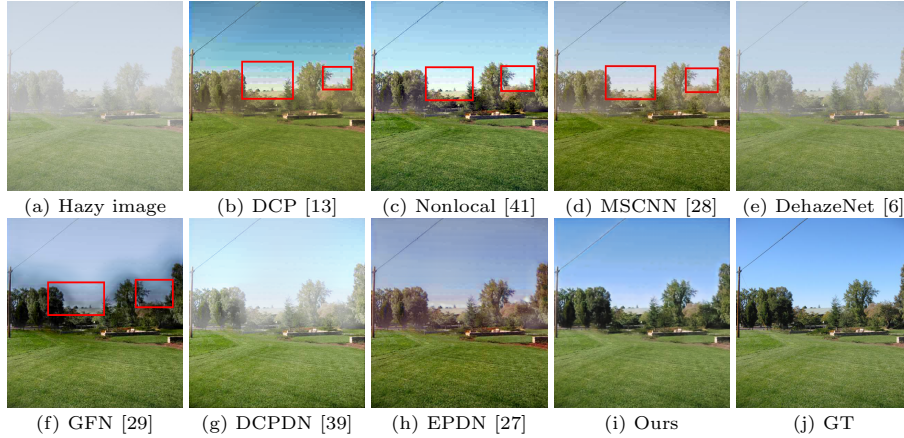 (a) Hazy image
(b) DCP [13]
(c) Nonlocal [41]
(d) MSCNN [28]
(e) DehazeNet [6]
(f) GFN [29]
(g) DCPDN [39]
(h) EPDN [27]
(i) Ours
(j) GT